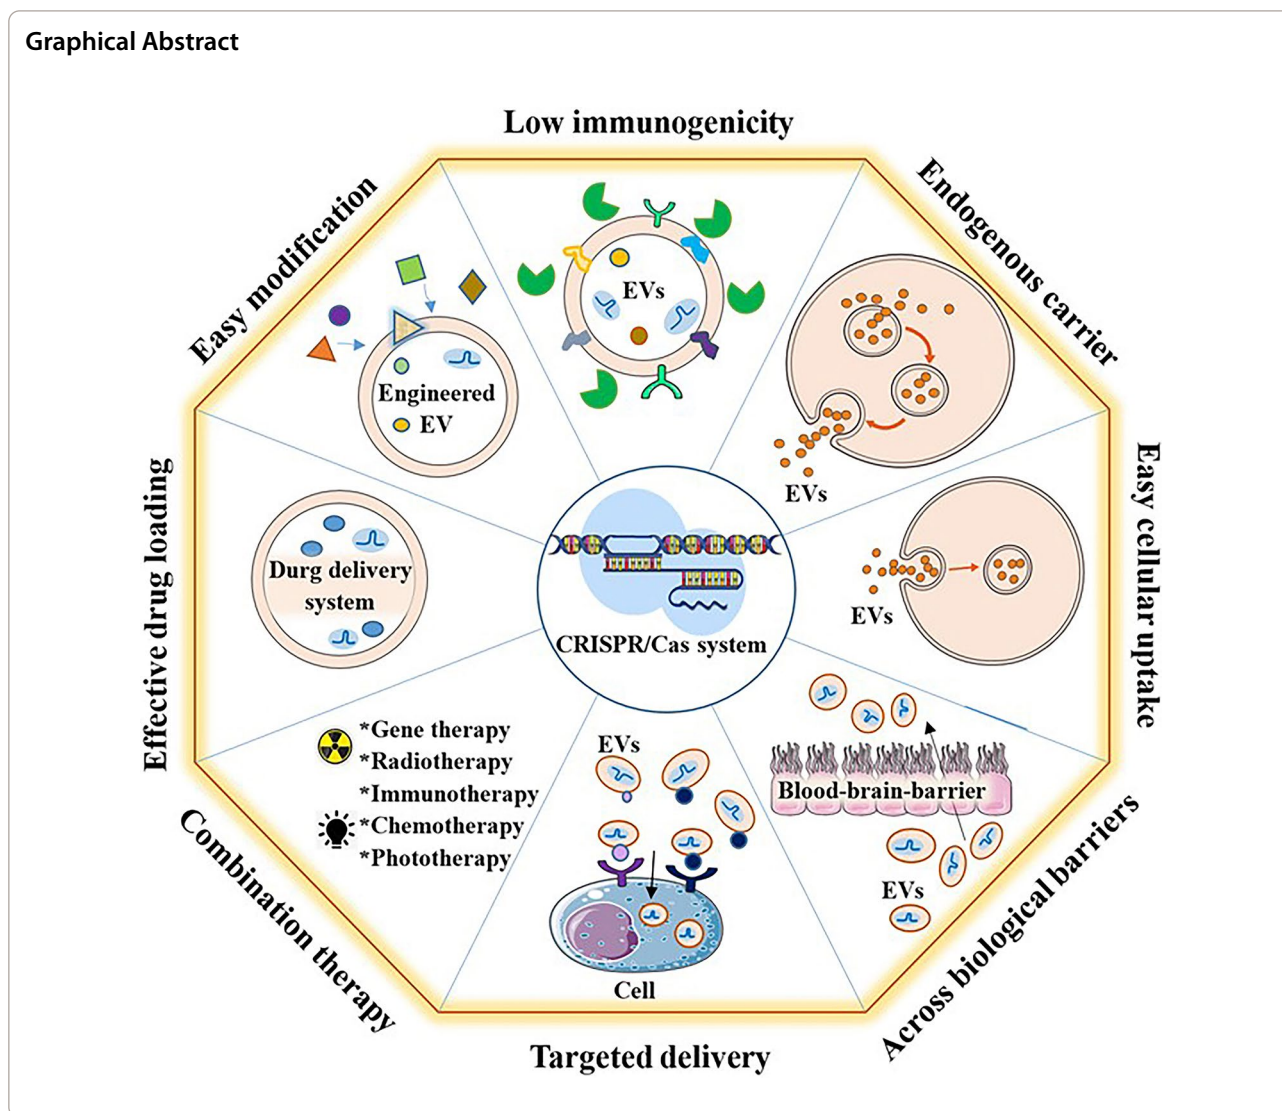 Graphical Abstract
Low immunogenicity
Endogenous carrier
Easy cellular uptake
Across biological barriers
Targeted delivery
Combination therapy
Effective drug loading
Easy modification
EVs
EVs
EVs
Blood-brain-barrier
EVs
EVs
Cell
*Gene therapy
*Radiotherapy
*Immunotherapy
*Chemotherapy
*Phototherapy
Durg delivery
system
Engineered
EV
CRISPR/Cas system